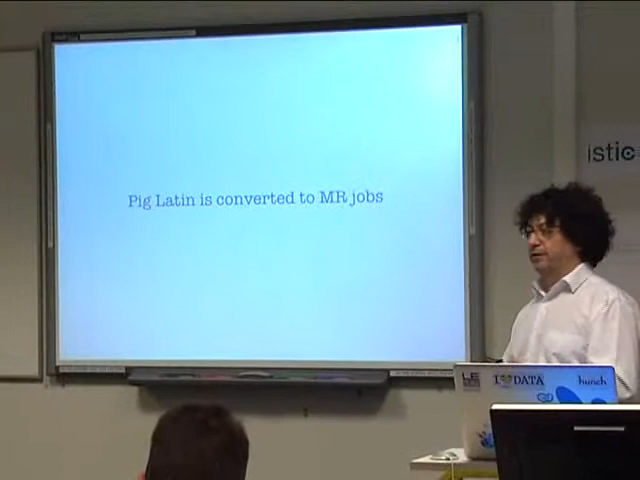 Pig Latin is converted to MR jobs
istic
I DATA
hunch